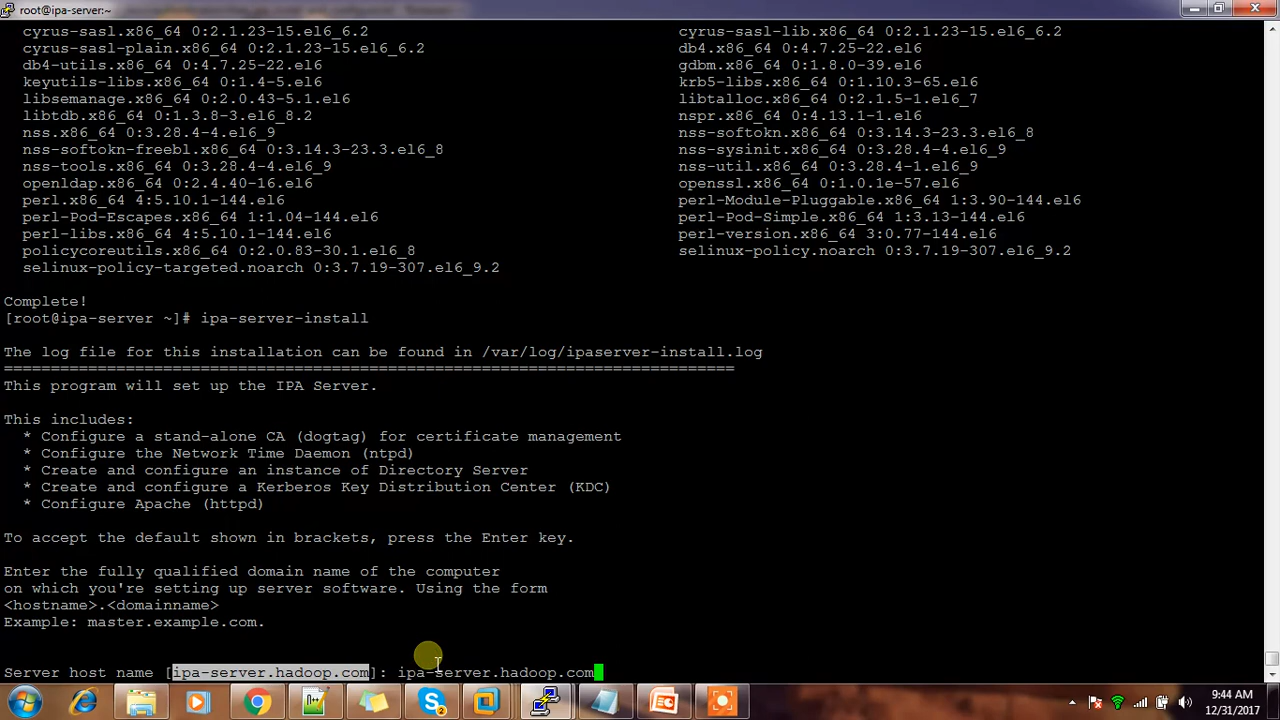 root@ipa-server:~
cyrus-sasl.x86_64 0:2.1.23-15.el6_6.2 cyrus-sasl-lib.x86_64 0:2.1.23-15.el6_6.2
cyrus-sasl-plain.x86_64 0:2.1.23-15.el6_6.2 db4.x86_64 0:4.7.25-22.el6
db4-utils.x86_64 0:4.7.25-22.el6 gdbm.x86_64 0:1.8.0-39.el6
keyutils-libs.x86_64 0:1.4-5.el6 krb5-libs.x86_64 0:1.10.3-65.el6
libsemanage.x86_64 0:2.0.43-5.1.el6 libtalloc.x86_64 0:2.1.5-1.el6_7
libtdb.x86_64 0:1.3.8-3.el6_8.2 nspr.x86_64 0:4.13.1-1.el6
nss.x86_64 0:3.28.4-4.el6_9 nss-softokn.x86_64 0:3.14.3-23.3.el6_8
nss-softokn-freebl.x86_64 0:3.14.3-23.3.el6_8 nss-sysinit.x86_64 0:3.28.4-4.el6_9
nss-tools.x86_64 0:3.28.4-4.el6_9 nss-util.x86_64 0:3.28.4-1.el6_9
openldap.x86_64 0:2.4.40-16.el6 openssl.x86_64 0:1.0.1e-57.el6
perl.x86_64 4:5.10.1-144.el6 perl-Module-Pluggable.x86_64 1:3.90-144.el6
perl-Pod-Escapes.x86_64 1:1.04-144.el6 perl-Pod-Simple.x86_64 1:3.13-144.el6
perl-libs.x86_64 4:5.10.1-144.el6 perl-version.x86_64 3:0.77-144.el6
policycoreutils.x86_64 0:2.0.83-30.1.el6_8 selinux-policy.noarch 0:3.7.19-307.el6_9.2
selinux-policy-targeted.noarch 0:3.7.19-307.el6_9.2
Complete!
[root@ipa-server ~]# ipa-server-install
The log file for this installation can be found in /var/log/ipaserver-install.log
==============================================================================
This program will set up the IPA Server.
This includes:
* Configure a stand-alone CA (dogtag) for certificate management
* Configure the Network Time Daemon (ntpd)
* Create and configure an instance of Directory Server
* Create and configure a Kerberos Key Distribution Center (KDC)
* Configure Apache (httpd)
To accept the default shown in brackets, press the Enter key.
Enter the fully qualified domain name of the computer
on which you're setting up server software. Using the form
<hostname>.<domainname>
Example: master.example.com.
Server host name [ipa-server.hadoop.com]: ipa-server.hadoop.com
9:44 AM
12/31/2017